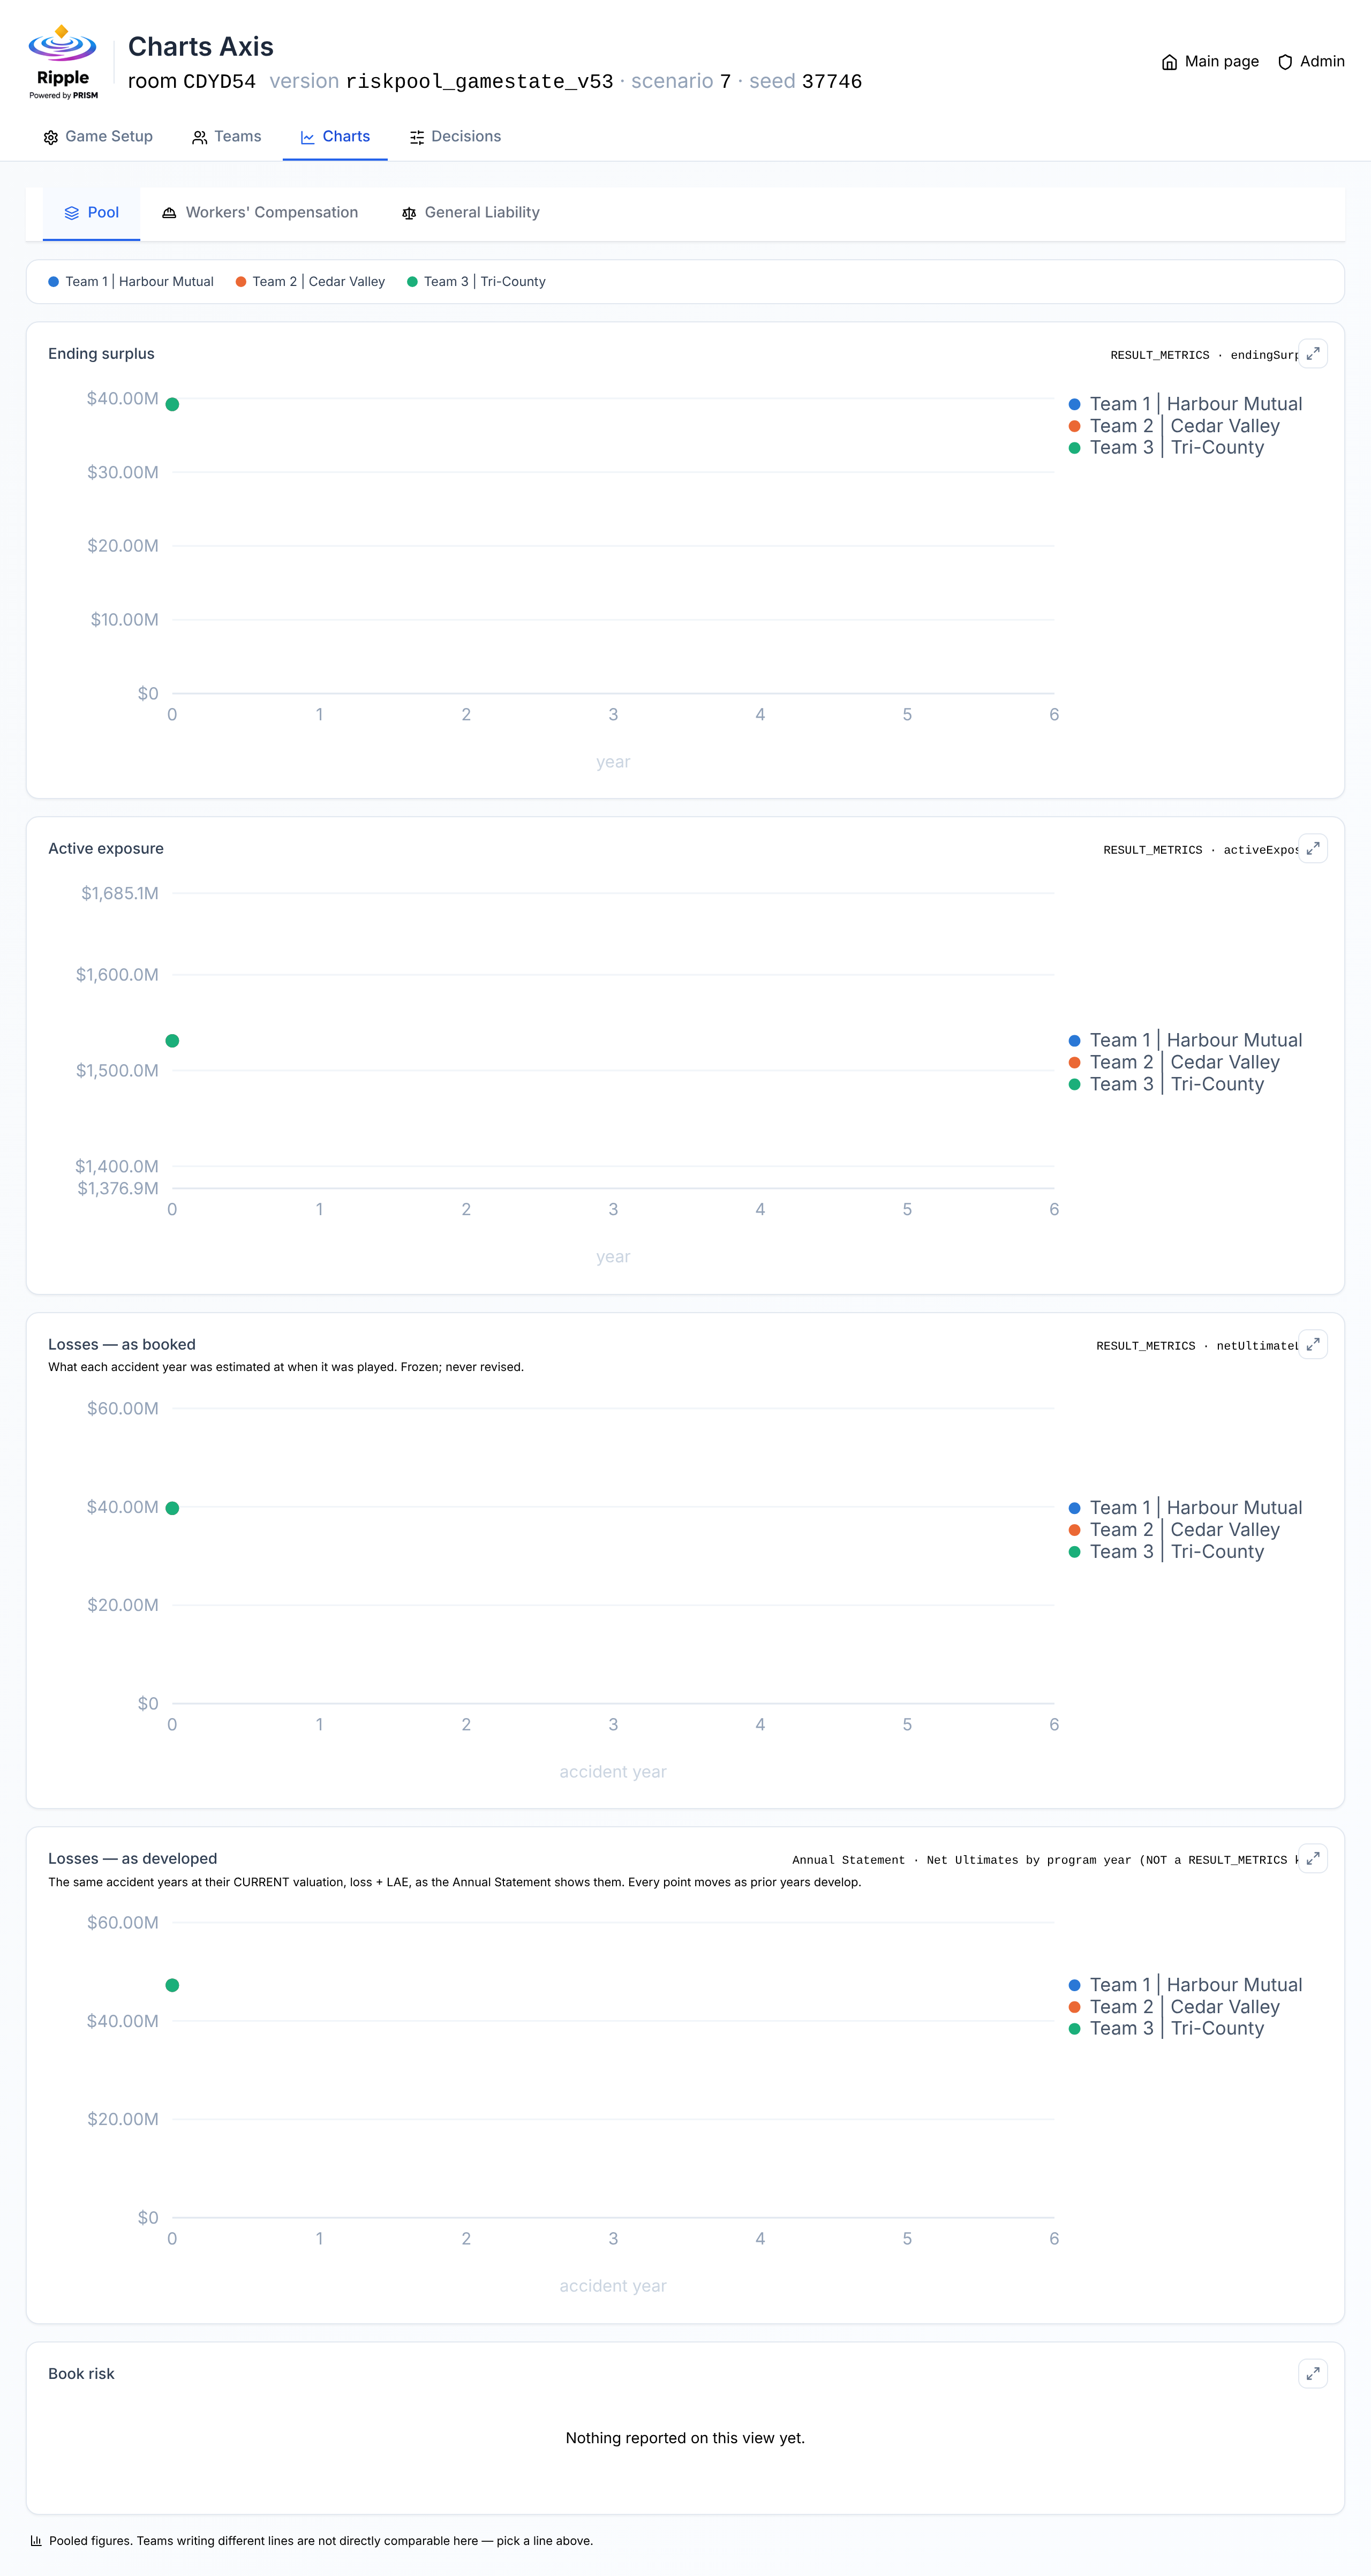 Ripple
Powered by PRISM
Charts Axis
room CDYD54 version riskpool_gamestate_v53 · scenario 7 · seed 37746
Main page
Admin
Game Setup
Teams
Charts
Decisions
Pool
Workers' Compensation
General Liability
Team 1 | Harbour Mutual
Team 2 | Cedar Valley
Team 3 | Tri-County
Ending surplus
RESULT_METRICS · endingSurp
$40.00M
$30.00M
$20.00M
$10.00M
$0
0 1 2 3 4 5 6
year
Team 1 | Harbour Mutual
Team 2 | Cedar Valley
Team 3 | Tri-County
Active exposure
RESULT_METRICS · activeExpos
$1,685.1M
$1,600.0M
$1,500.0M
$1,400.0M
$1,376.9M
0 1 2 3 4 5 6
year
Team 1 | Harbour Mutual
Team 2 | Cedar Valley
Team 3 | Tri-County
Losses — as booked
RESULT_METRICS · netUltimateL
What each accident year was estimated at when it was played. Frozen; never revised.
$60.00M
$40.00M
$20.00M
$0
0 1 2 3 4 5 6
accident year
Team 1 | Harbour Mutual
Team 2 | Cedar Valley
Team 3 | Tri-County
Losses — as developed
Annual Statement · Net Ultimates by program year (NOT a RESULT_METRICS
The same accident years at their CURRENT valuation, loss + LAE, as the Annual Statement shows them. Every point moves as prior years develop.
$60.00M
$40.00M
$20.00M
$0
0 1 2 3 4 5 6
accident year
Team 1 | Harbour Mutual
Team 2 | Cedar Valley
Team 3 | Tri-County
Book risk
Nothing reported on this view yet.
Pooled figures. Teams writing different lines are not directly comparable here — pick a line above.